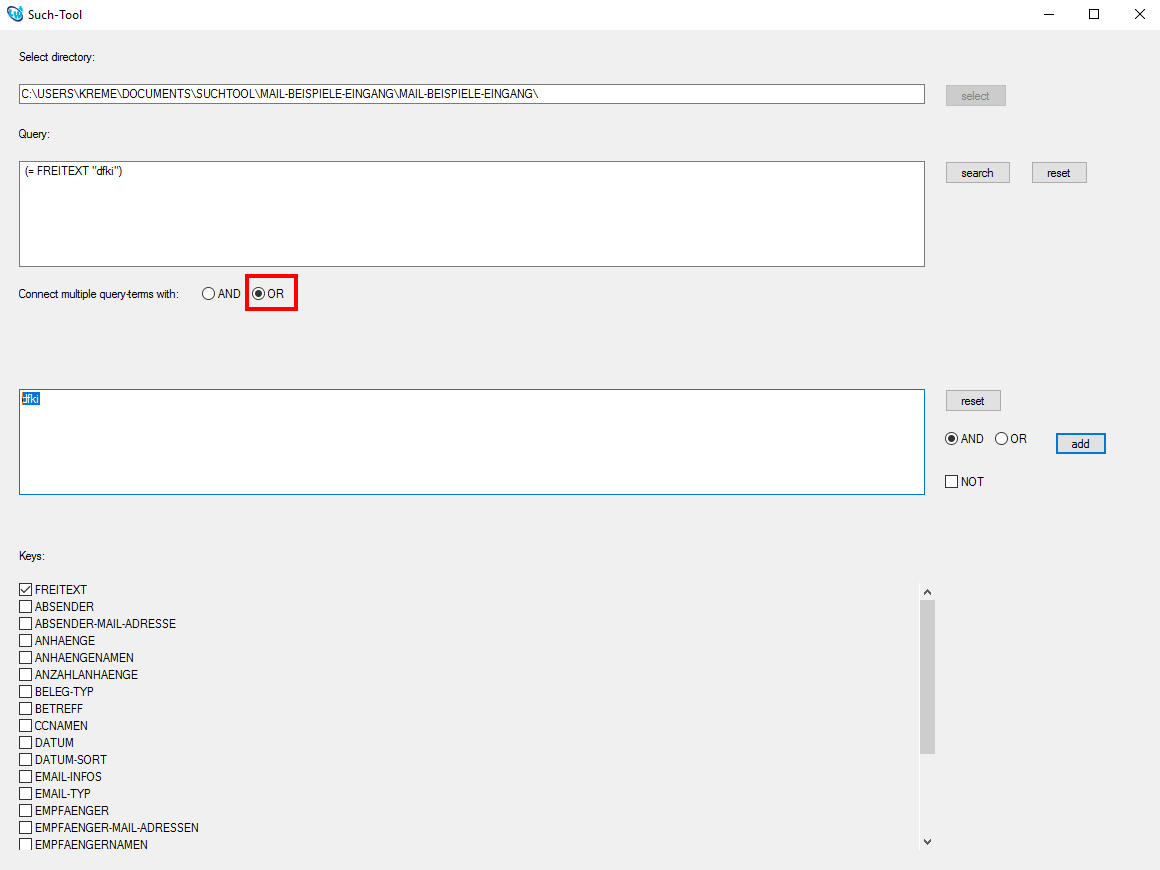 Such-Tool
Select directory:
C:\USERS\KREME\DOCUMENTS\SUCHTOOL\MAIL-BEISPIELE-EINGANG\MAIL-BEISPIELE-EINGANG\
select
Query:
(= FREITEXT "dfki")
search
reset
Connect multiple query-terms with:
AND
OR
dfki
reset
AND
OR
add
NOT
Keys:
FREITEXT
ABSENDER
ABSENDER-MAIL-ADRESSE
ANHAENGE
ANHAENGENAMEN
ANZAHLANHAENGE
BELEG-TYP
BETREFF
CCNAMEN
DATUM
DATUM-SORT
EMAIL-INFOS
EMAIL-TYP
EMPFAENGER
EMPFAENGER-MAIL-ADRESSEN
EMPFAENGERNAMEN